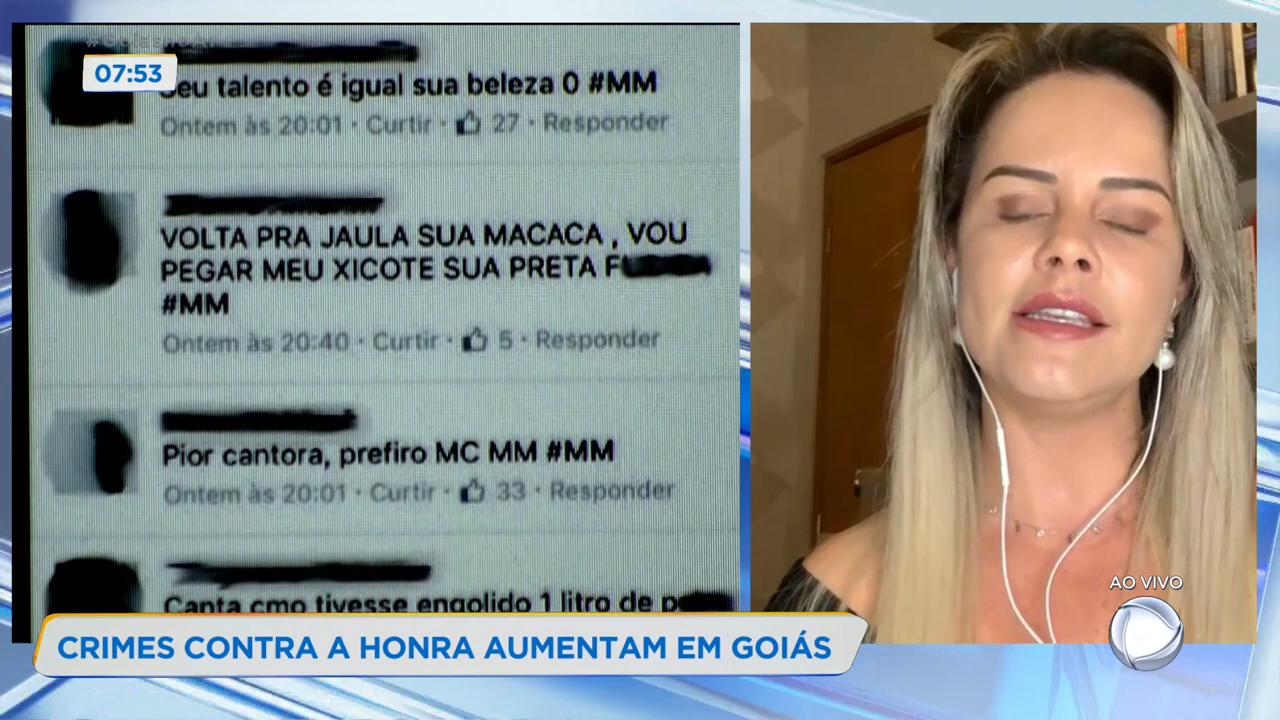 07:53
eu talento é igual sua beleza 0 #MM
Ontem às 20:01 · Curtir · 27 · Responder
VOLTA PRA JAULA SUA MACACA , VOU
PEGAR MEU XICOTE SUA PRETA F
#MM
Ontem às 20:40 · Curtir · 5 · Responder
Pior cantora, prefiro MC MM #MM
Ontem às 20:01 · Curtir · 33 · Responder
Canta cmo tivesse engolido 1 litro de p
AO VIVO
CRIMES CONTRA A HONRA AUMENTAM EM GOIÁS